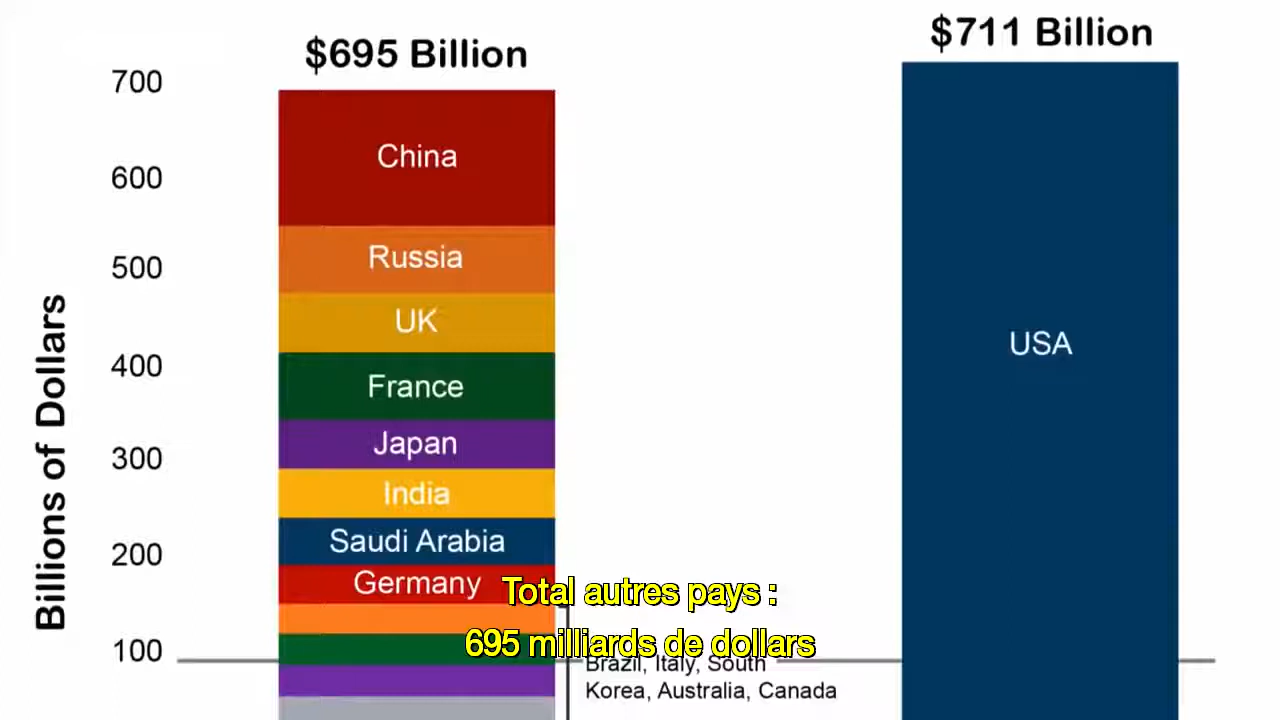 $695 Billion
$711 Billion
Billions of Dollars
700
600
500
400
300
200
100
China
Russia
UK
France
Japan
India
Saudi Arabia
Germany
USA
Brazil, Italy, South
Korea, Australia, Canada
Total autres pays :
695 milliards de dollars